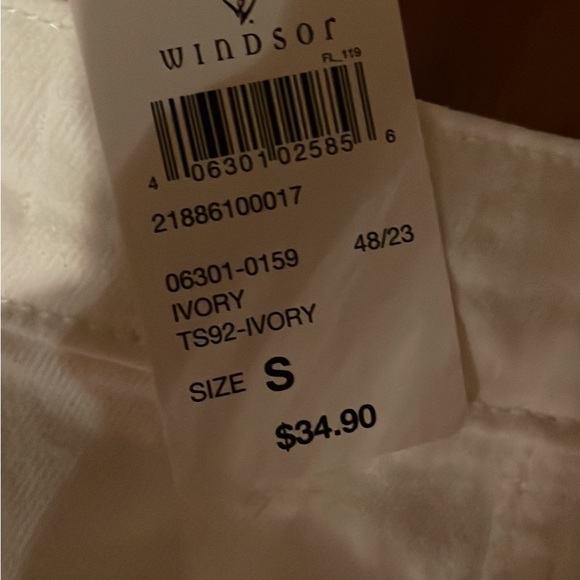 WINDSOR
FL_119
4 06301 02585 6
21886100017
06301-0159 48/23
IVORY
TS92-IVORY
SIZE S
$34.90